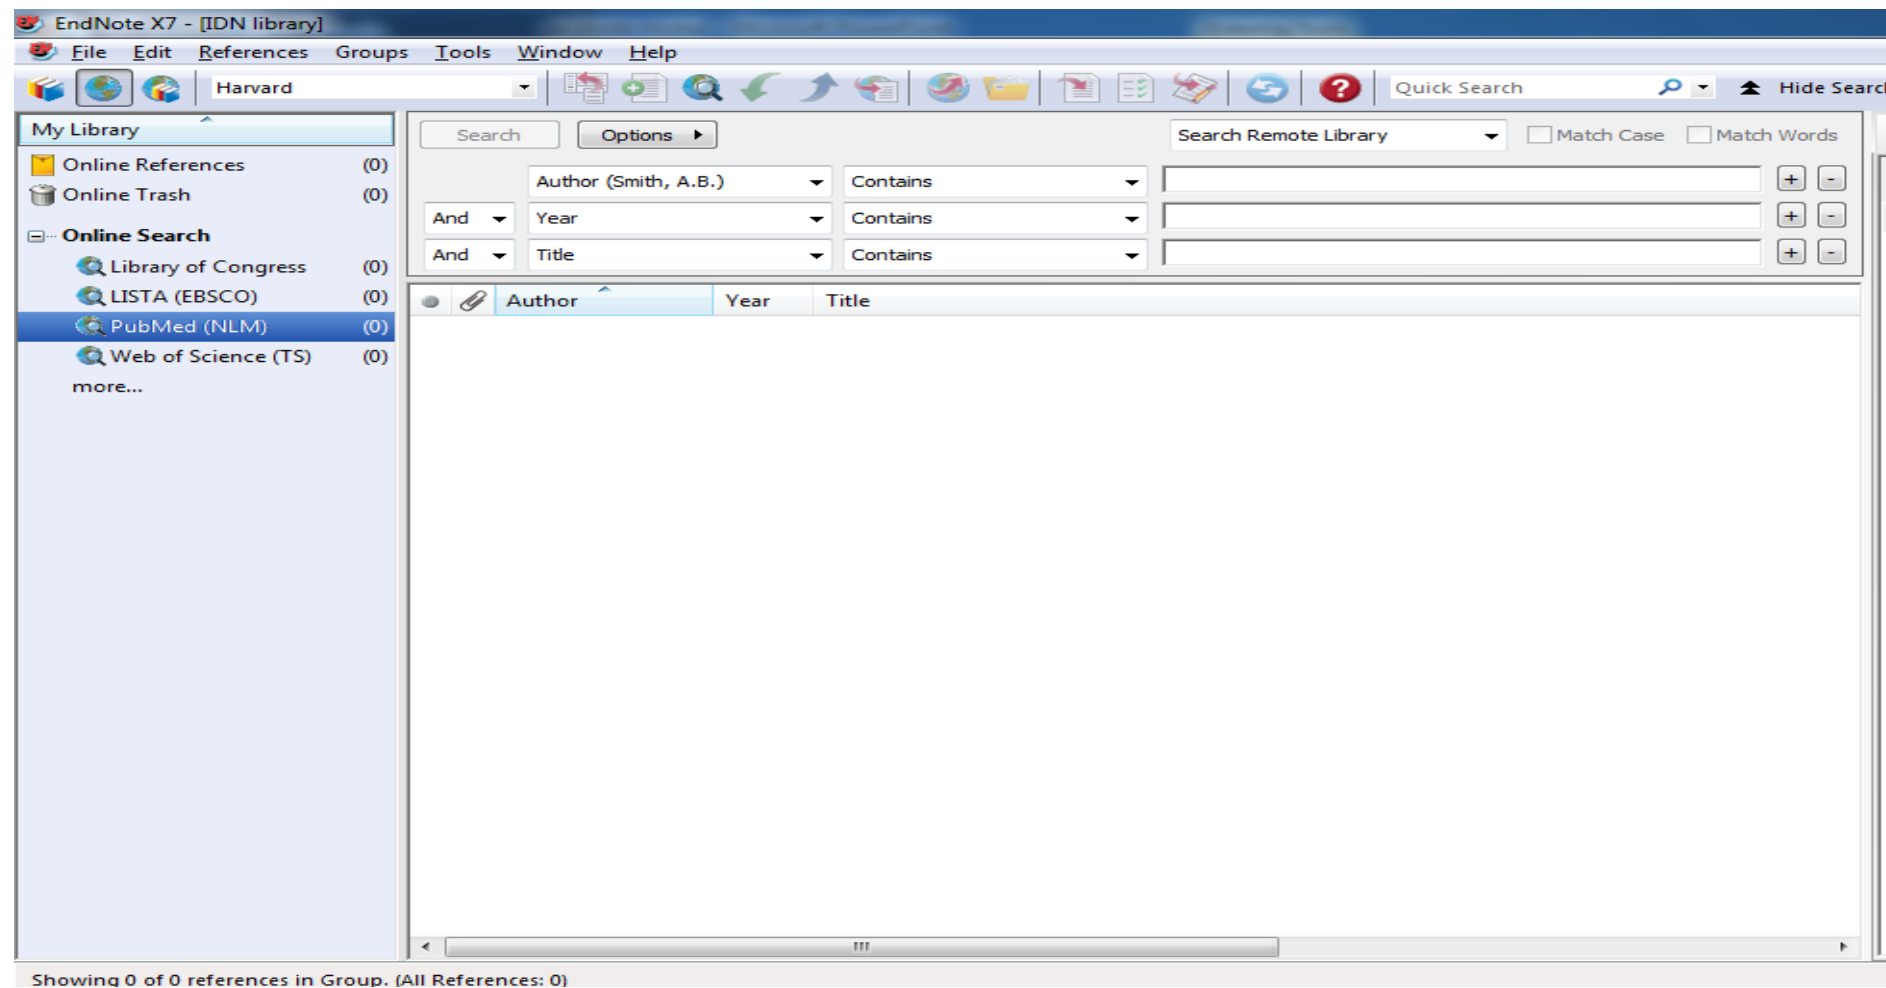 EndNote X7 - [IDN library]
File Edit References Groups Tools Window Help
Harvard Quick Search Hide Searc
My Library
Online References (0)
Online Trash (0)
Online Search
Library of Congress (0)
LISTA (EBSCO) (0)
PubMed (NLM) (0)
Web of Science (TS) (0)
more...
Search Options Search Remote Library Match Case Match Words
Author (Smith, A.B.) Contains + -
And Year Contains + -
And Title Contains + -
Author Year Title
Showing 0 of 0 references in Group. (All References: 0)